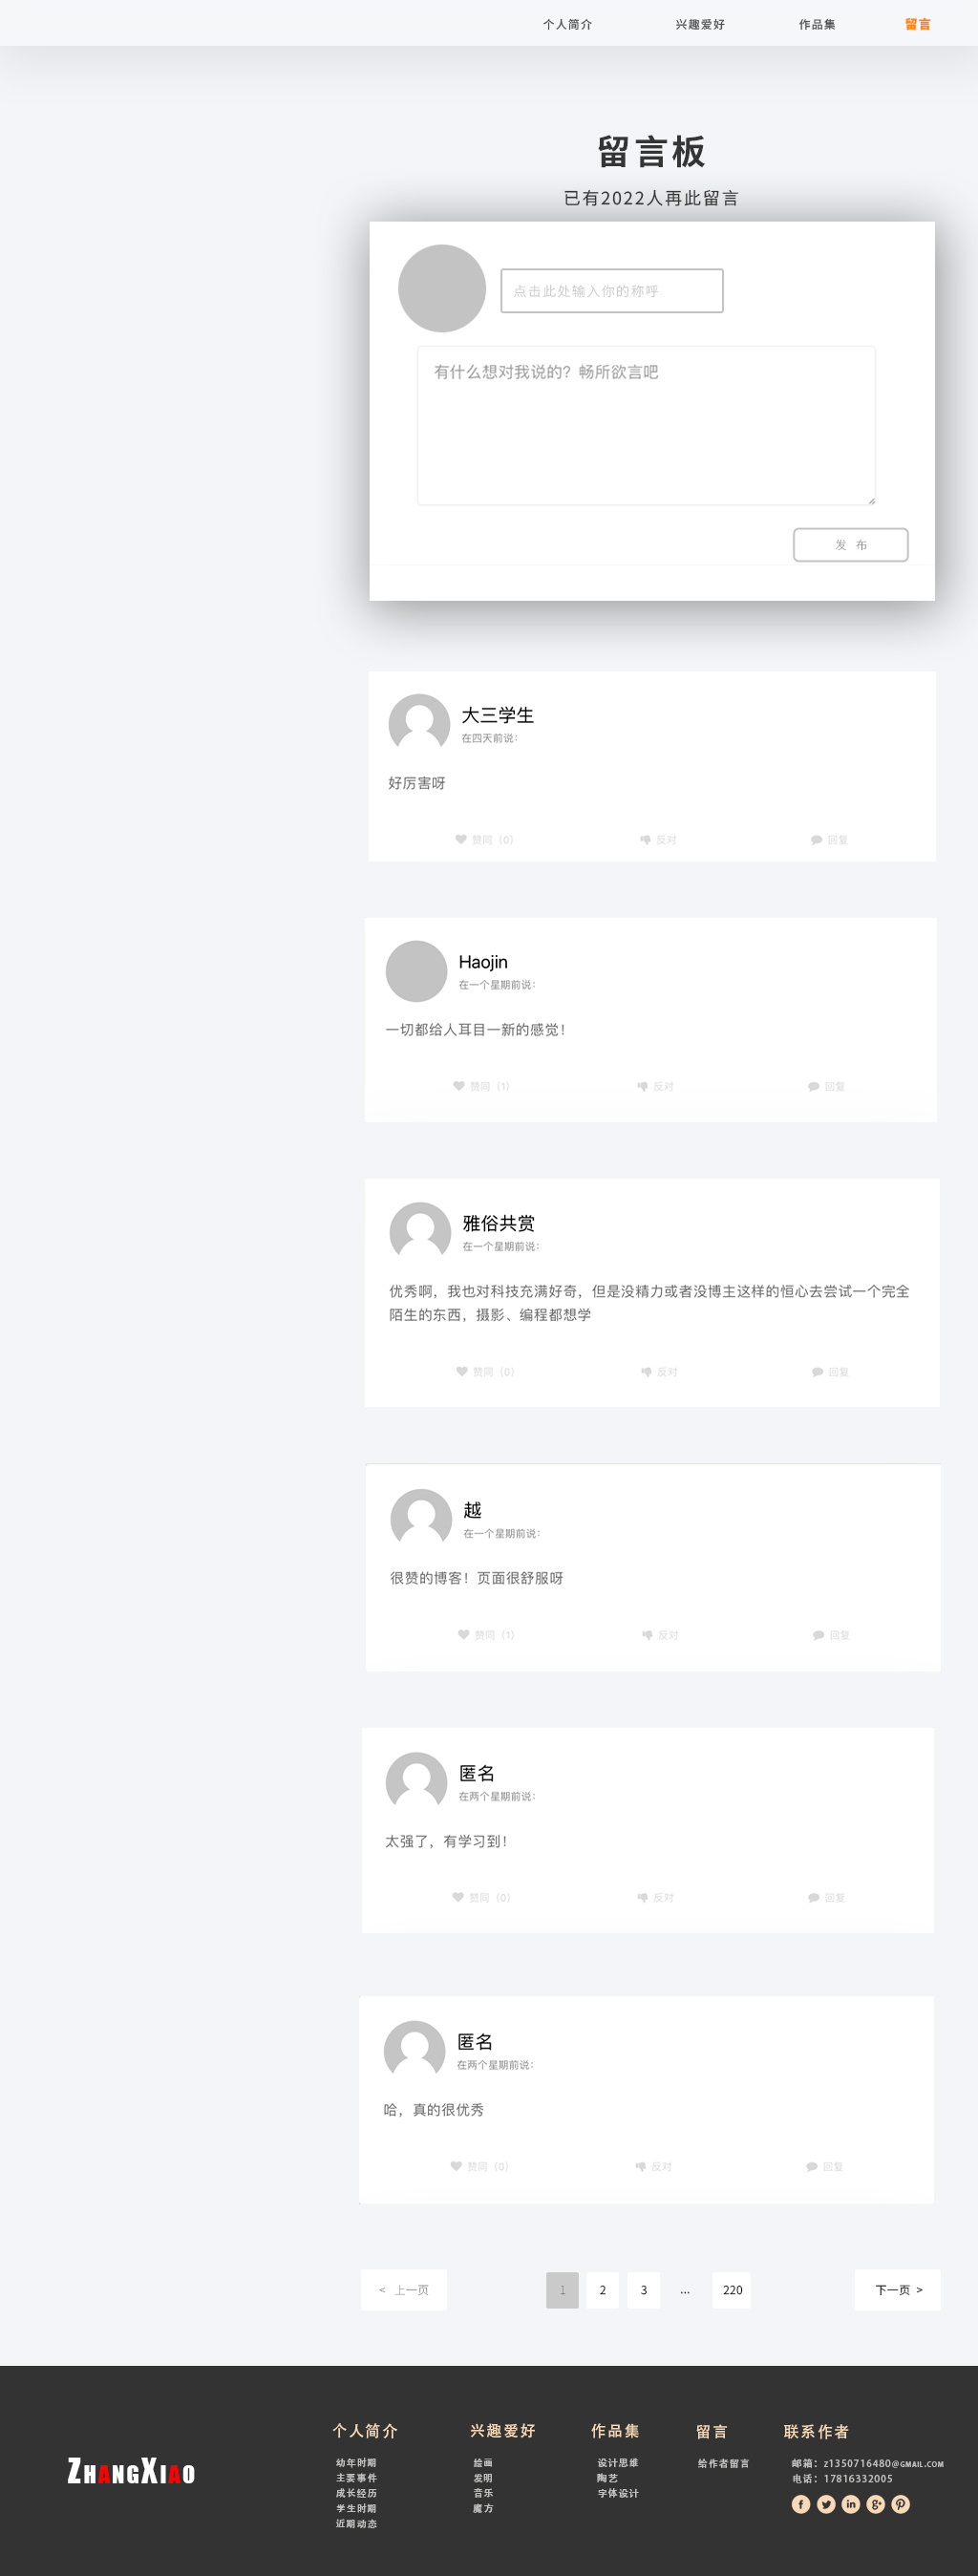 个人简介 兴趣爱好 作品集 留言
留言板
已有2022人再此留言
点击此处输入你的称呼
有什么想对我说的？畅所欲言吧
发 布
大三学生
在四天前说：
好厉害呀
赞同（0） 反对 回复
Haojin
在一个星期前说：
一切都给人耳目一新的感觉！
赞同（1） 反对 回复
雅俗共赏
在一个星期前说：
优秀啊，我也对科技充满好奇，但是没精力或者没博主这样的恒心去尝试一个完全
陌生的东西，摄影、编程都想学
赞同（0） 反对 回复
越
在一个星期前说：
很赞的博客！页面很舒服呀
赞同（1） 反对 回复
匿名
在两个星期前说：
太强了，有学习到！
赞同（0） 反对 回复
匿名
在两个星期前说：
哈，真的很优秀
赞同（0） 反对 回复
< 上一页 1 2 3 ... 220 下一页 >
ZHANGXIAO
个人简介
幼年时期
主要事件
成长经历
学生时期
近期动态
兴趣爱好
绘画
发明
音乐
魔方
作品集
设计思维
陶艺
字体设计
留言
给作者留言
联系作者
邮箱：Z1350716480@GMAIL.COM
电话：17816332005